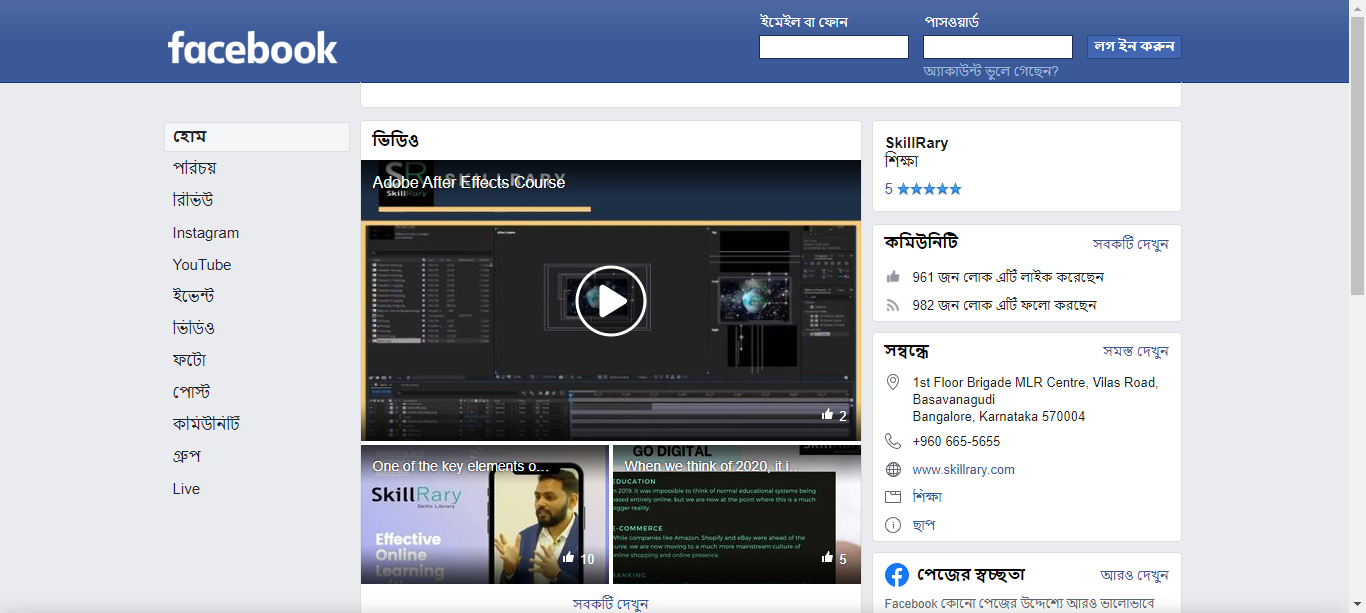 facebook
ইমেইল বা ফোন
পাসওয়ার্ড
লগ ইন করুন
অ্যাকাউন্ট ভুলে গেছেন?
হোম
পরিচয়
রিভিউ
Instagram
YouTube
ইভেন্ট
ভিডিও
ফটো
পোস্ট
কমিউনিটি
গ্রুপ
Live
ভিডিও
SKILLRARY
SkillRary
Adobe After Effects Course
2
One of the key elements o...
SkillRary
Skills Library
Effective
Online
Learning
10
GO DIGITAL
When we think of 2020, it i...
EDUCATION
In 2019, it was impossible to think of normal educational systems being
based entirely online, but we are now at the point where this is a much
bigger reality.
E-COMMERCE
While companies like Amazon, Shopify and eBay were ahead of the
curve, we are now moving to a much more mainstream culture of
online shopping and online presence.
BANKING
5
সবকটি দেখুন
SkillRary
শিক্ষা
5
কমিউনিটি
সবকটি দেখুন
961 জন লোক এটি লাইক করেছেন
982 জন লোক এটি ফলো করছেন
সম্বন্ধে
সমস্ত দেখুন
1st Floor Brigade MLR Centre, Vilas Road,
Basavanagudi
Bangalore, Karnataka 570004
+960 665-5655
www.skillrary.com
শিক্ষা
ছাপ
পেজের স্বচ্ছতা
আরও দেখুন
Facebook কোনো পেজের উদ্দেশ্যে আরও ভালোভাবে